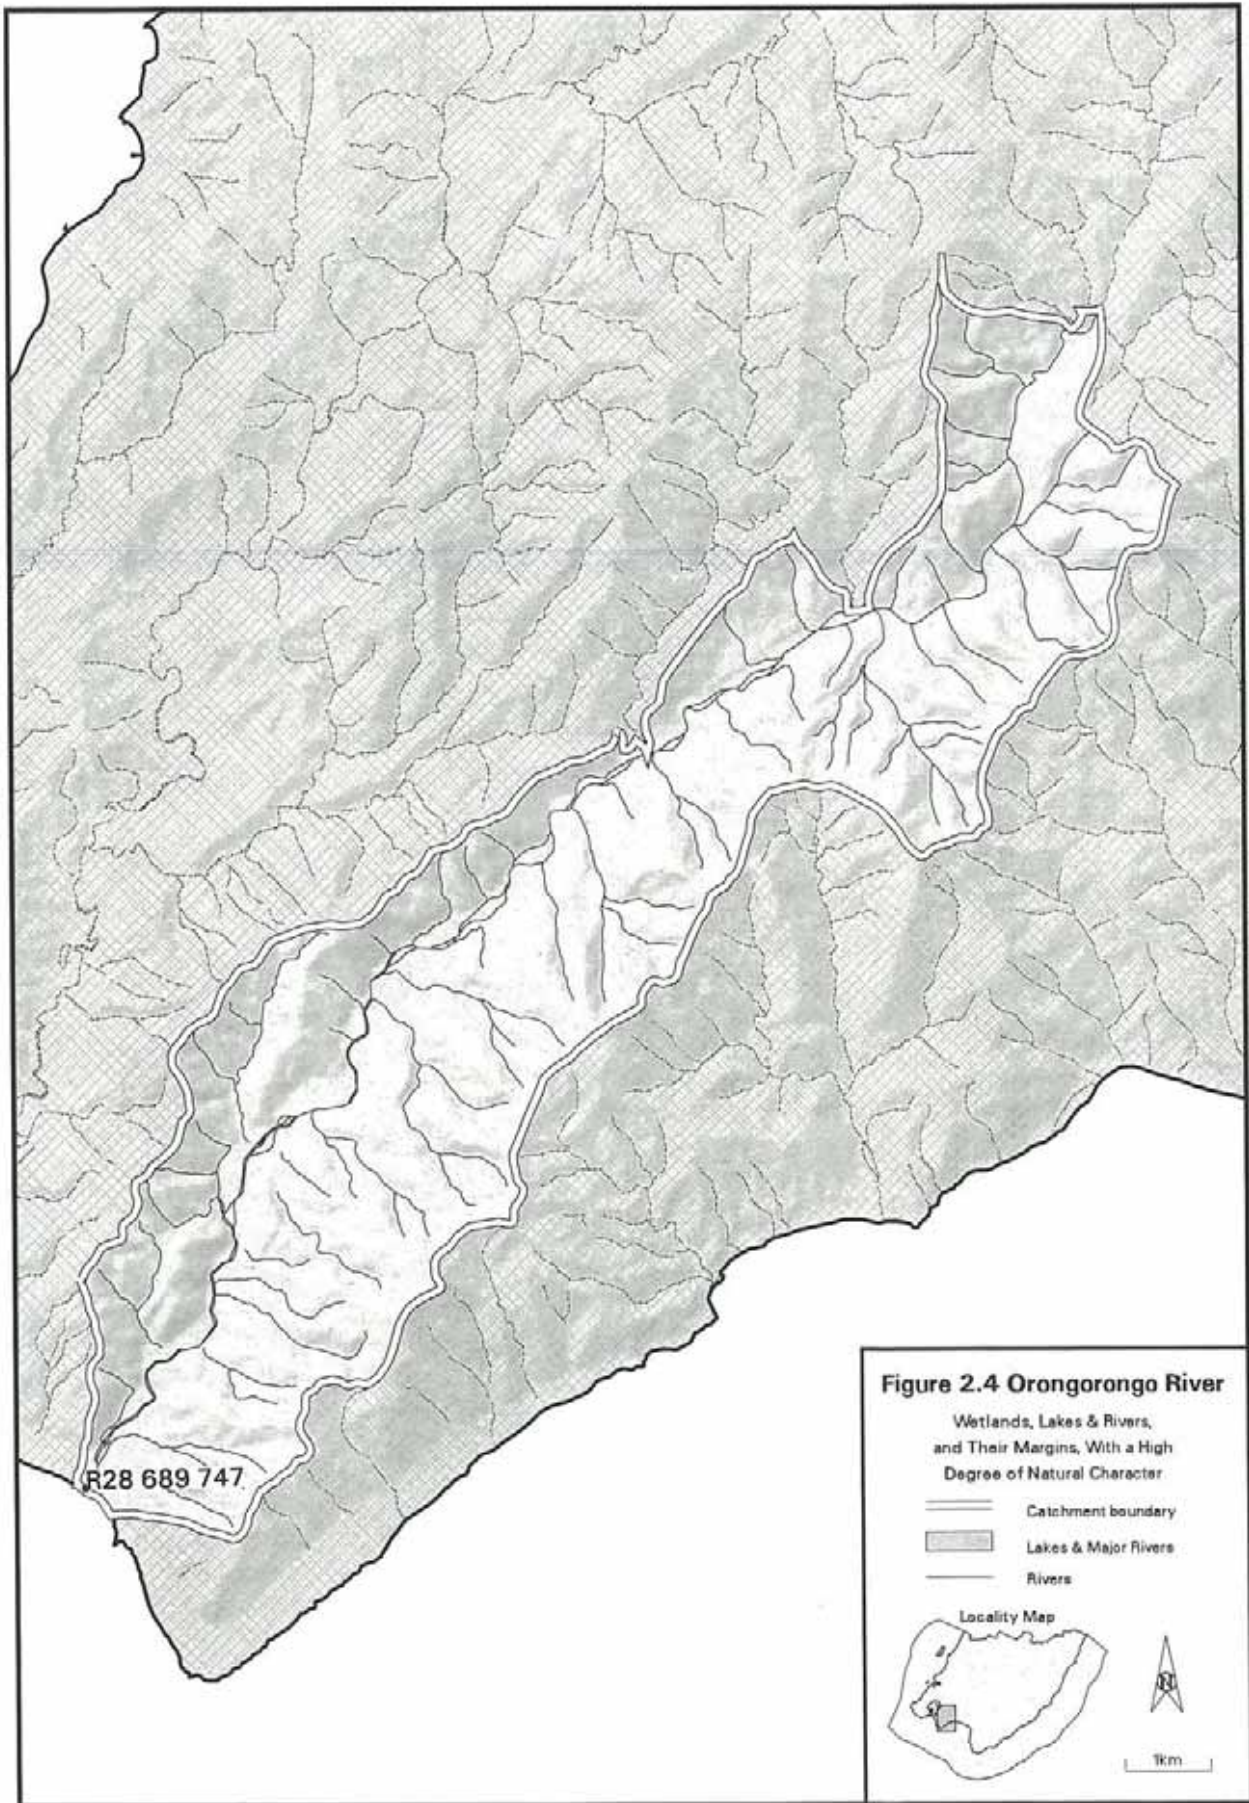 R28 689 747
Figure 2.4 Orongorongo River
Wetlands, Lakes & Rivers,
and Their Margins, With a High
Degree of Natural Character
Catchment boundary
Lakes & Major Rivers
Rivers
Locality Map
N
1km